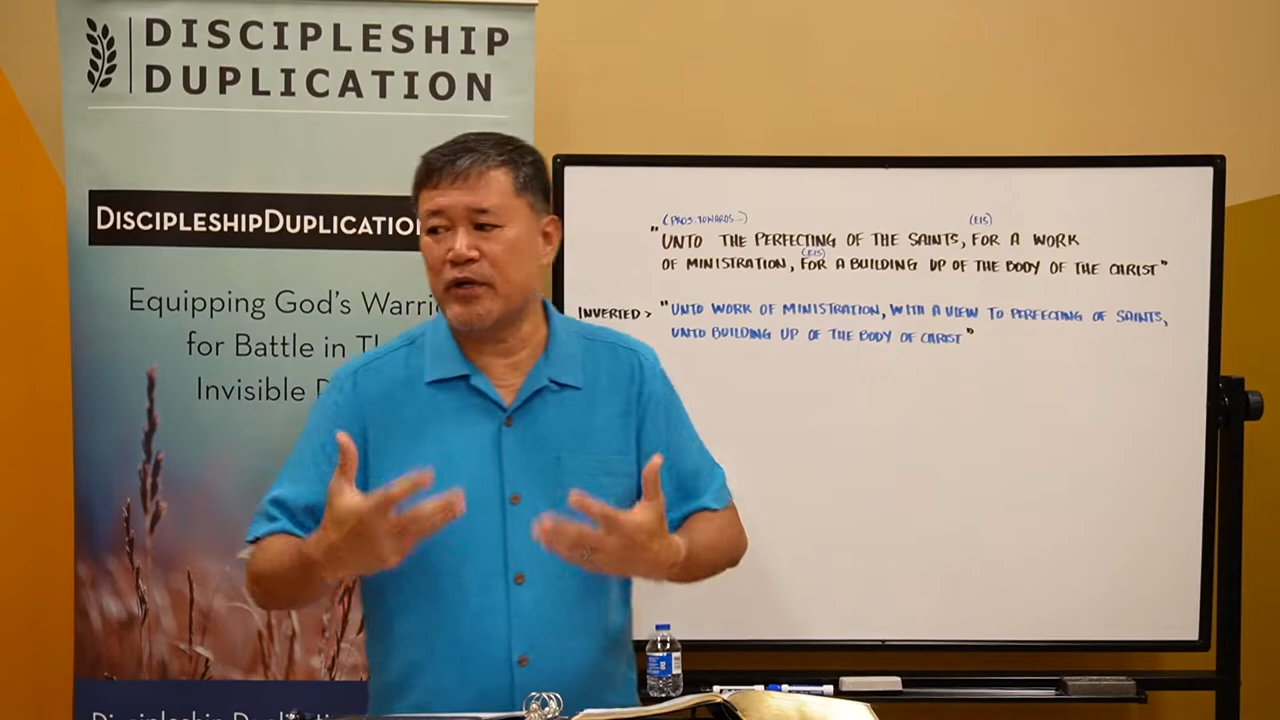 DISCIPLESHIP
DUPLICATION
DISCIPLESHIPDUPLICATION
Equipping God's
for Battle in
Invisible
Discipleship
(PROS: TOWARDS -)
(EIS)
"UNTO THE PERFECTING OF THE SAINTS, FOR A WORK
(EIS)
OF MINISTRATION, FOR A BUILDING UP OF THE BODY OF THE CHRIST"
INVERTED > "UNTO WORK OF MINISTRATION, WITH A VIEW TO PERFECTING OF SAINTS,
UNTO BUILDING UP OF THE BODY OF CHRIST"